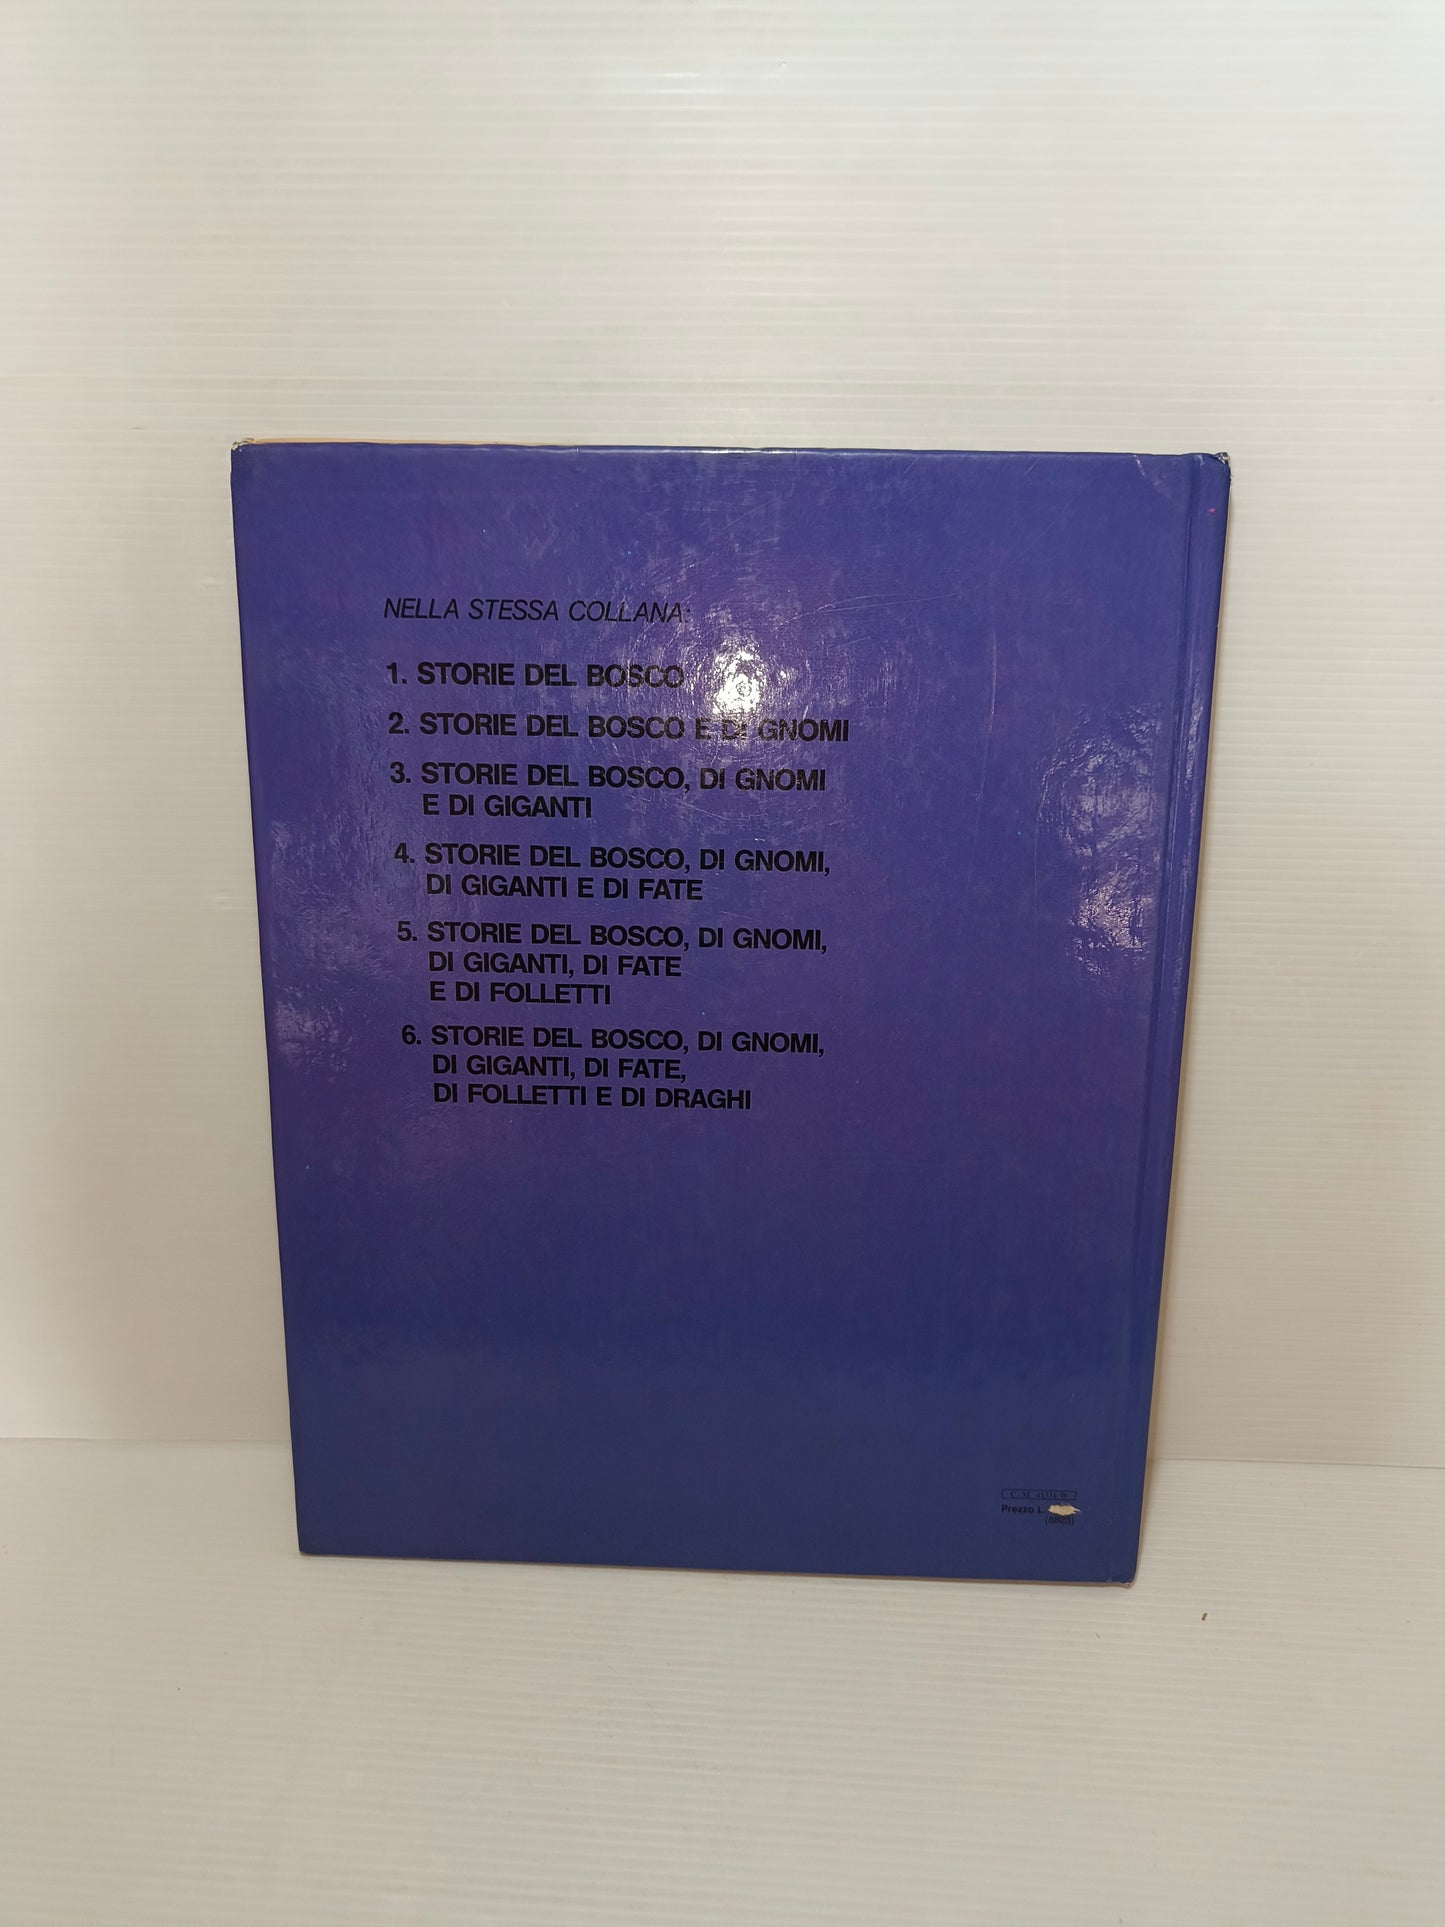 NELLA STESSA COLLANA:
1. STORIE DEL BOSCO
2. STORIE DEL BOSCO E DI GNOMI
3. STORIE DEL BOSCO, DI GNOMI
E DI GIGANTI
4. STORIE DEL BOSCO, DI GNOMI,
DI GIGANTI E DI FATE
5. STORIE DEL BOSCO, DI GNOMI,
DI GIGANTI, DI FATE
E DI FOLLETTI
6. STORIE DEL BOSCO, DI GNOMI,
DI GIGANTI, DI FATE,
DI FOLLETTI E DI DRAGHI
C. M.
Prezzo L.